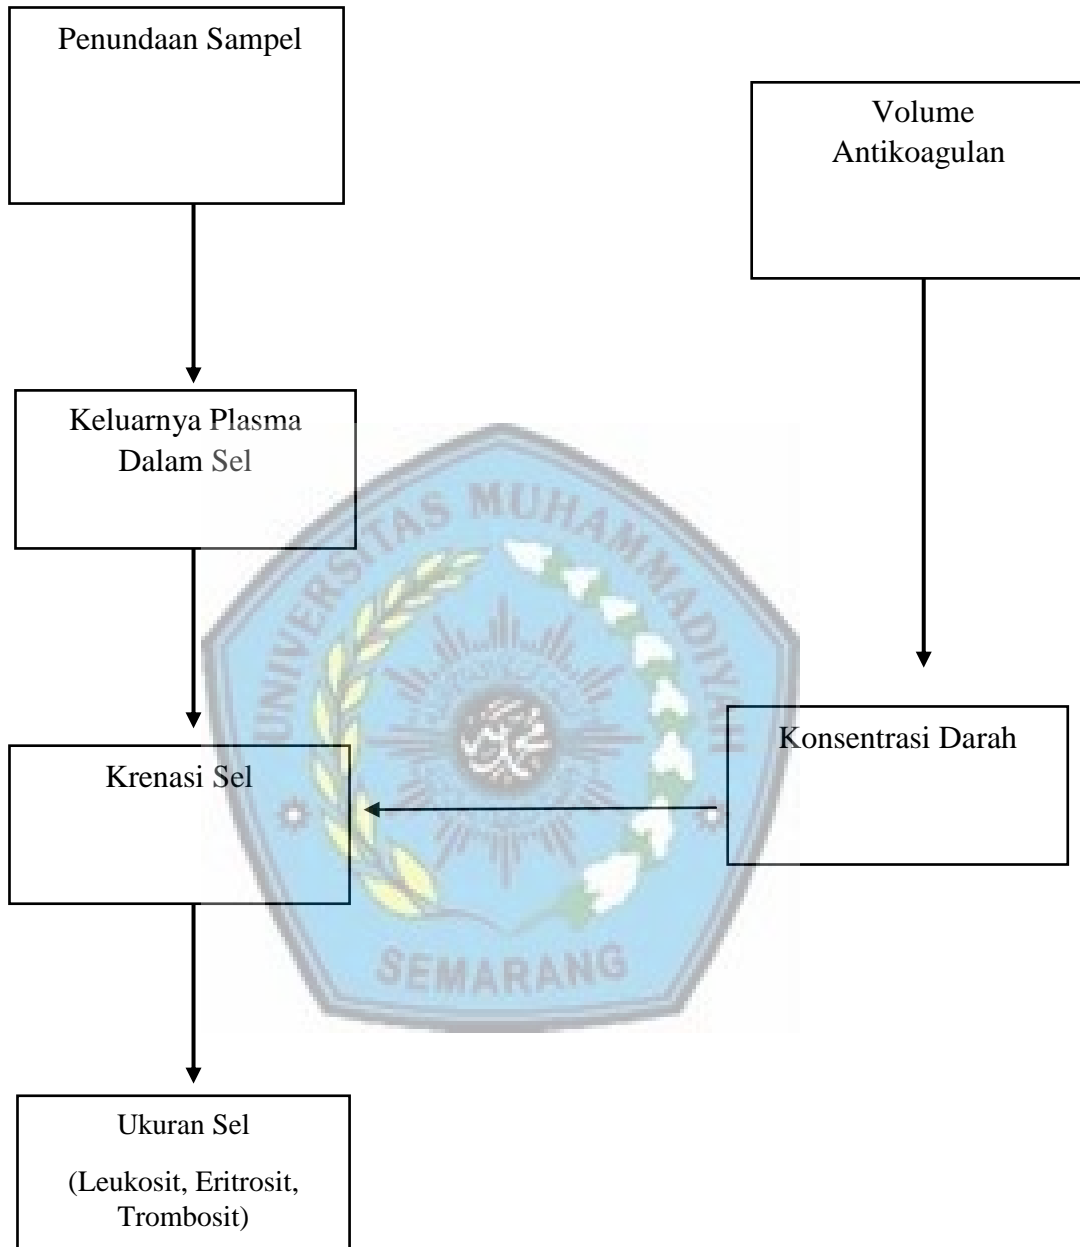 Penundaan Sampel
Volume
Antikoagulan
Keluarnya Plasma
Dalam Sel
UNIVERSITAS MUHAMMADIYAH
Krenasi Sel
Konsentrasi Darah
SEMARANG
Ukuran Sel
(Leukosit, Eritrosit,
Trombosit)